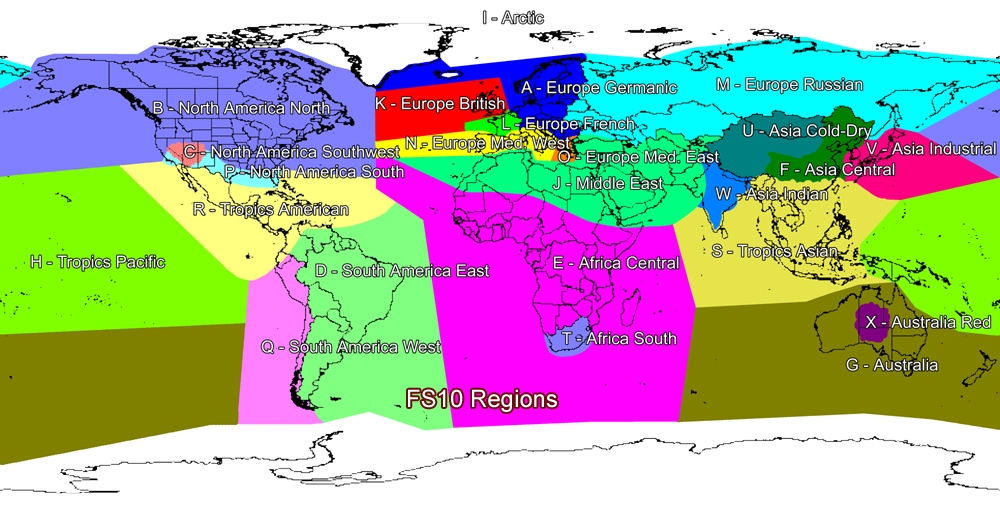 I - Arctic
M - Europe Russian
A - Europe Germanic
B - North America North
K - Europe British
L - Europe French
U - Asia Cold-Dry
N - Europe Med. West
V - Asia Industrial
C - North America Southwest
O - Europe Med. East
F - Asia Central
P - North America South
J - Middle East
W - Asia Indian
R - Tropics American
S - Tropics Asian
H - Tropics Pacific
E - Africa Central
D - South America East
X - Australia Red
T - Africa South
Q - South America West
G - Australia
FS10 Regions